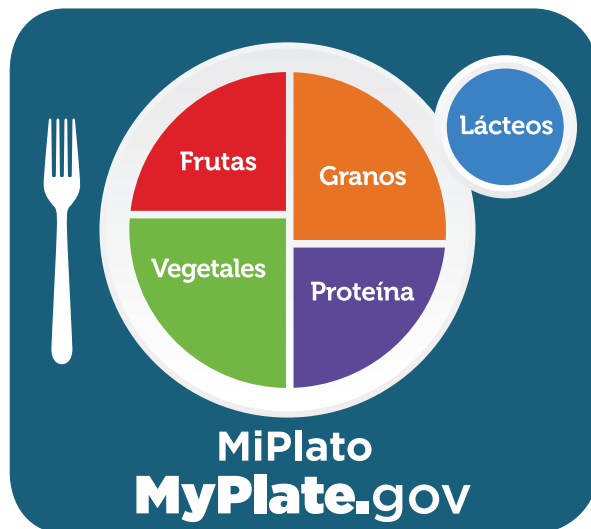 Frutas
Granos
Lácteos
Vegetales
Proteína
MiPlato
MyPlate.gov